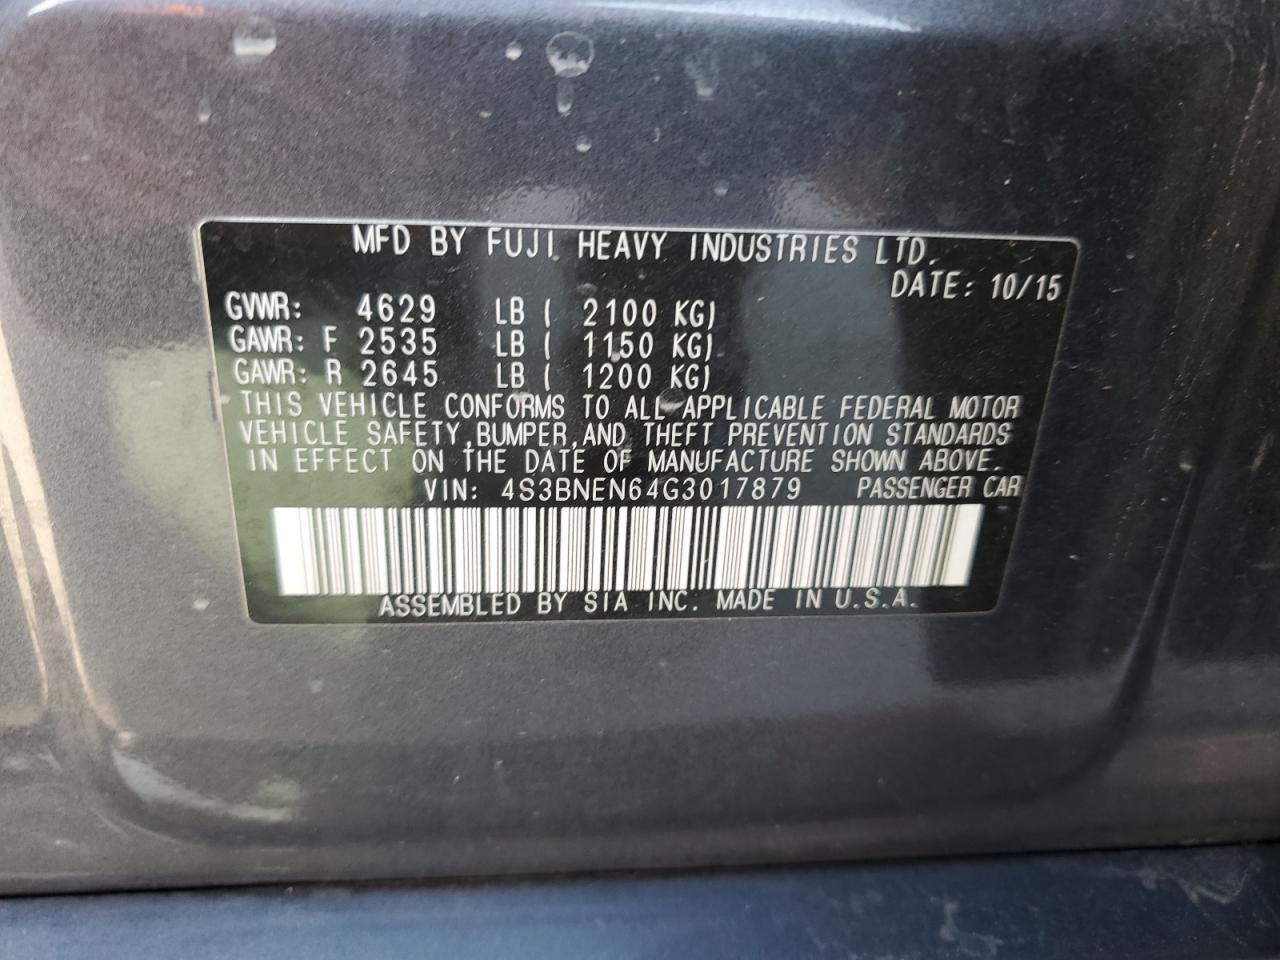 MFD BY FUJI HEAVY INDUSTRIES LTD.
DATE: 10/15
GVWR: 4629 LB ( 2100 KG)
GAWR: F 2535 LB ( 1150 KG)
GAWR: R 2645 LB ( 1200 KG)
THIS VEHICLE CONFORMS TO ALL APPLICABLE FEDERAL MOTOR
VEHICLE SAFETY, BUMPER, AND THEFT PREVENTION STANDARDS
IN EFFECT ON THE DATE OF MANUFACTURE SHOWN ABOVE.
VIN: 4S3BNEN64G3017879 PASSENGER CAR
ASSEMBLED BY SIA INC. MADE IN U.S.A.